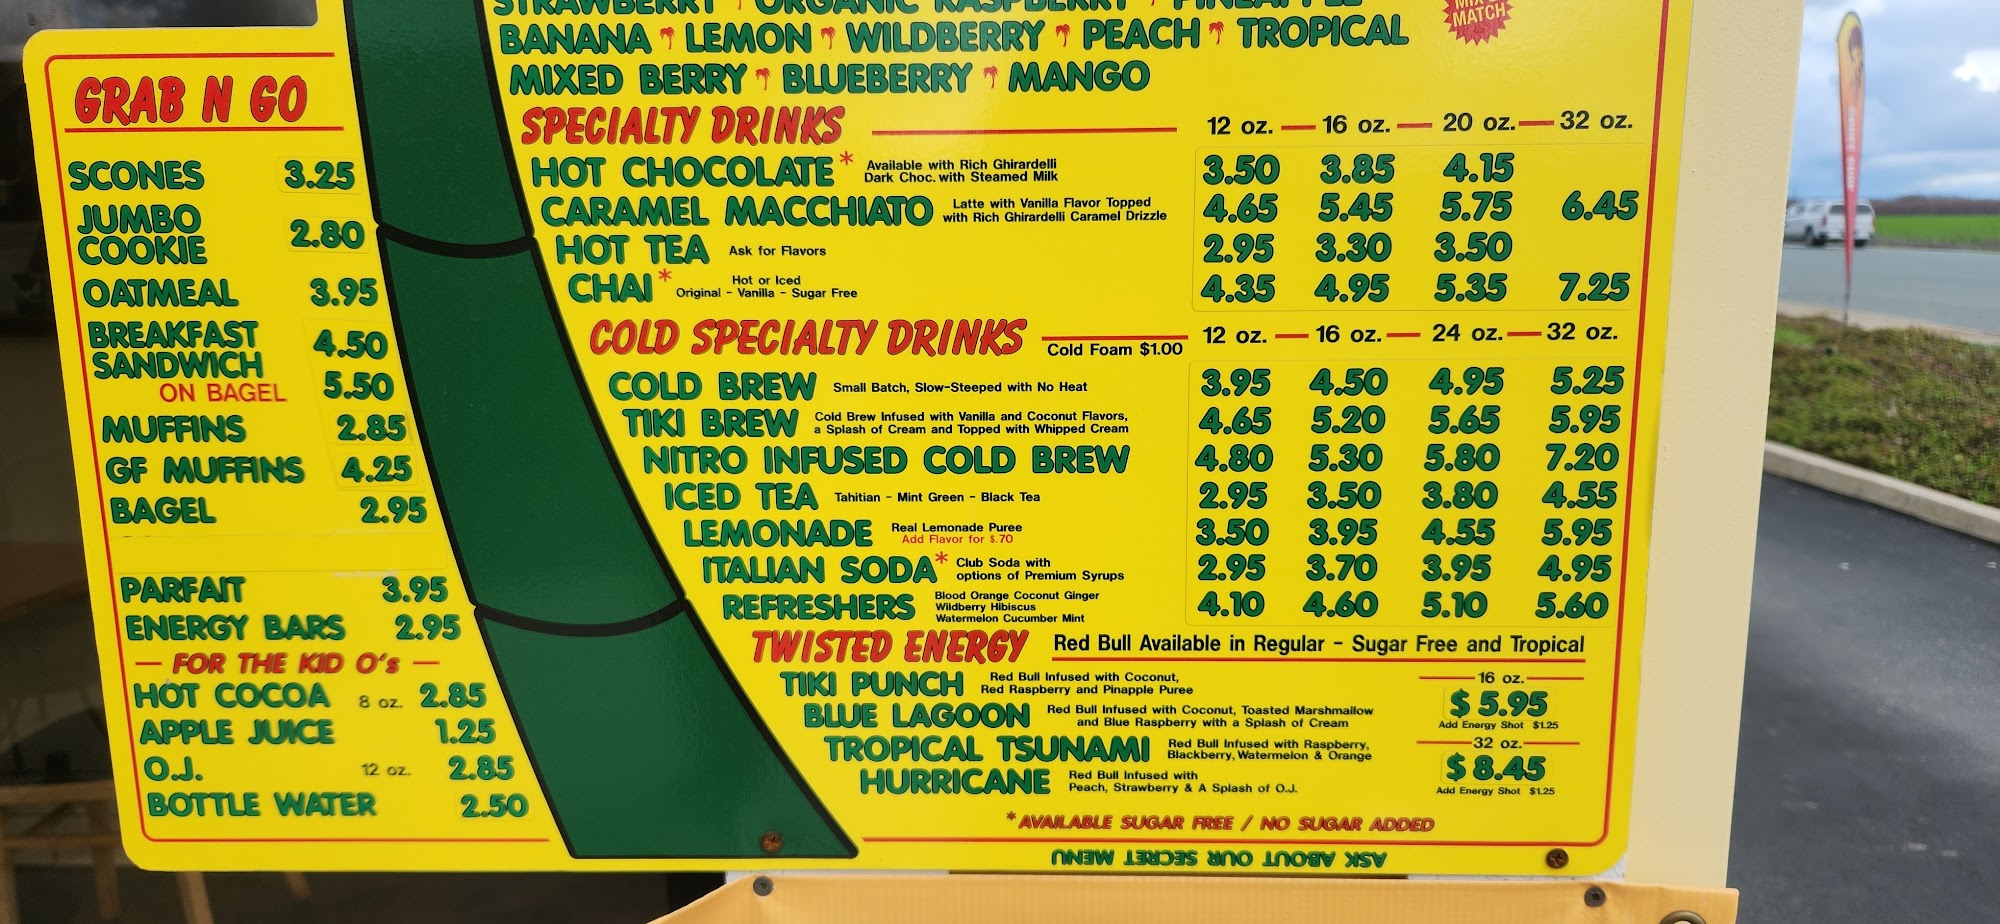 STRAWBERRY ORGANIC RASPBERRY PINEAPPLE
BANANA LEMON WILDBERRY PEACH TROPICAL
MIXED BERRY BLUEBERRY MANGO
MIX &
MATCH
GRAB N GO
SCONES 3.25
JUMBO
COOKIE 2.80
OATMEAL 3.95
BREAKFAST
SANDWICH 4.50
ON BAGEL 5.50
MUFFINS 2.85
GF MUFFINS 4.25
BAGEL 2.95
PARFAIT 3.95
ENERGY BARS 2.95
— FOR THE KID O's —
HOT COCOA 8 oz. 2.85
APPLE JUICE 1.25
O.J. 12 oz. 2.85
BOTTLE WATER 2.50
SPECIALTY DRINKS 12 oz. — 16 oz. — 20 oz. — 32 oz.
HOT CHOCOLATE * Available with Rich Ghirardelli
Dark Choc. with Steamed Milk 3.50 3.85 4.15
CARAMEL MACCHIATO Latte with Vanilla Flavor Topped
with Rich Ghirardelli Caramel Drizzle 4.65 5.45 5.75 6.45
HOT TEA Ask for Flavors 2.95 3.30 3.50
CHAI * Hot or Iced
Original - Vanilla - Sugar Free 4.35 4.95 5.35 7.25
COLD SPECIALTY DRINKS Cold Foam $1.00 12 oz. — 16 oz. — 24 oz. — 32 oz.
COLD BREW Small Batch, Slow-Steeped with No Heat 3.95 4.50 4.95 5.25
TIKI BREW Cold Brew Infused with Vanilla and Coconut Flavors,
a Splash of Cream and Topped with Whipped Cream 4.65 5.20 5.65 5.95
NITRO INFUSED COLD BREW 4.80 5.30 5.80 7.20
ICED TEA Tahitian - Mint Green - Black Tea 2.95 3.50 3.80 4.55
LEMONADE Real Lemonade Puree
Add Flavor for $.70 3.50 3.95 4.55 5.95
ITALIAN SODA * Club Soda with
options of Premium Syrups 2.95 3.70 3.95 4.95
REFRESHERS Blood Orange Coconut Ginger
Wildberry Hibiscus
Watermelon Cucumber Mint 4.10 4.60 5.10 5.60
TWISTED ENERGY Red Bull Available in Regular - Sugar Free and Tropical
TIKI PUNCH Red Bull Infused with Coconut,
Red Raspberry and Pinapple Puree
BLUE LAGOON Red Bull Infused with Coconut, Toasted Marshmallow
and Blue Raspberry with a Splash of Cream
TROPICAL TSUNAMI Red Bull Infused with Raspberry,
Blackberry, Watermelon & Orange
HURRICANE Red Bull Infused with
Peach, Strawberry & A Splash of O.J.
— 16 oz. —
$5.95
Add Energy Shot $1.25
— 32 oz. —
$8.45
Add Energy Shot $1.25
* AVAILABLE SUGAR FREE / NO SUGAR ADDED
ASK ABOUT OUR SECRET MENU